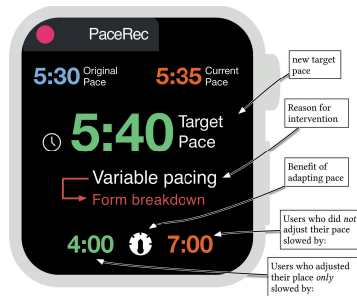 PaceRec
5:30 Original Pace
5:35 Current Pace
5:40 Target Pace
Variable pacing
Form breakdown
4:00
7:00
new target
pace
Reason for
intervention
Benefit of
adapting pace
Users who did not
adjust their pace
slowed by:
Users who adjusted
their place only
slowed by: